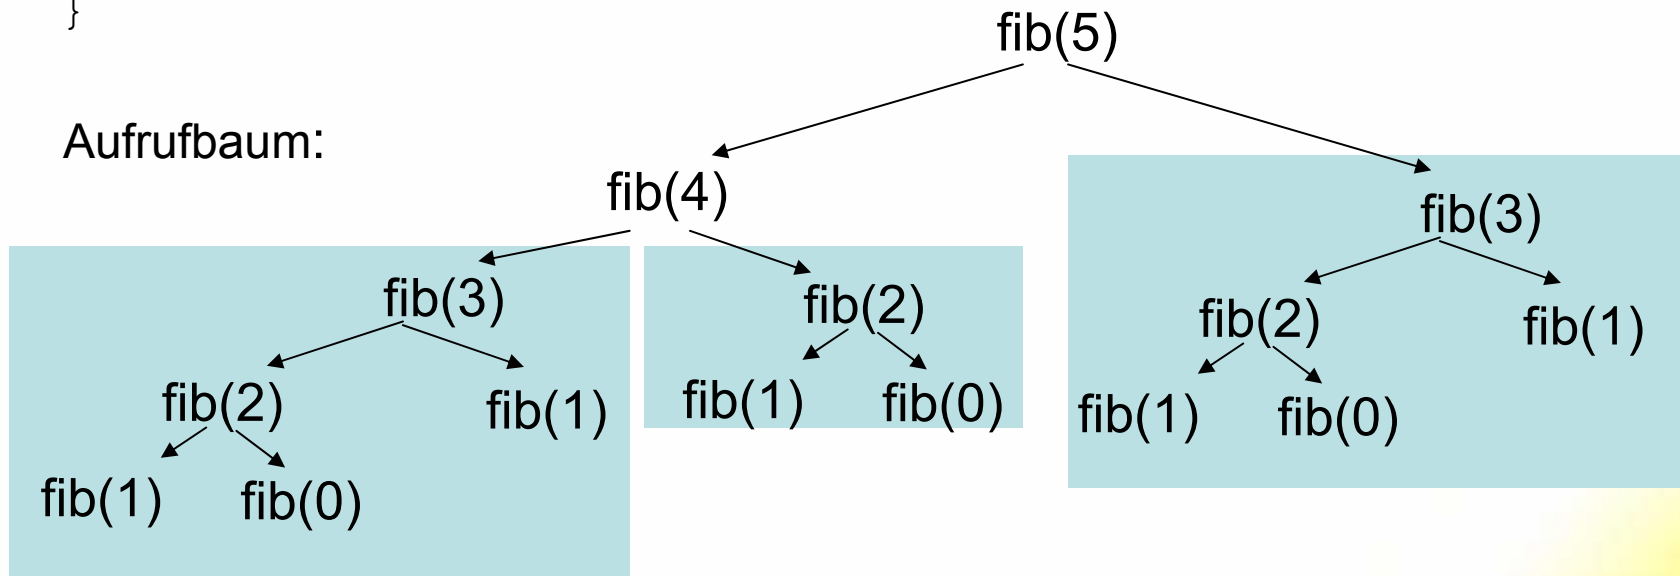 }
fib(5)
Aufrufbaum:
fib(4)
fib(3)
fib(3)
fib(2)
fib(2)
fib(1)
fib(2)
fib(1)
fib(1)
fib(0)
fib(1)
fib(0)
fib(1)
fib(0)